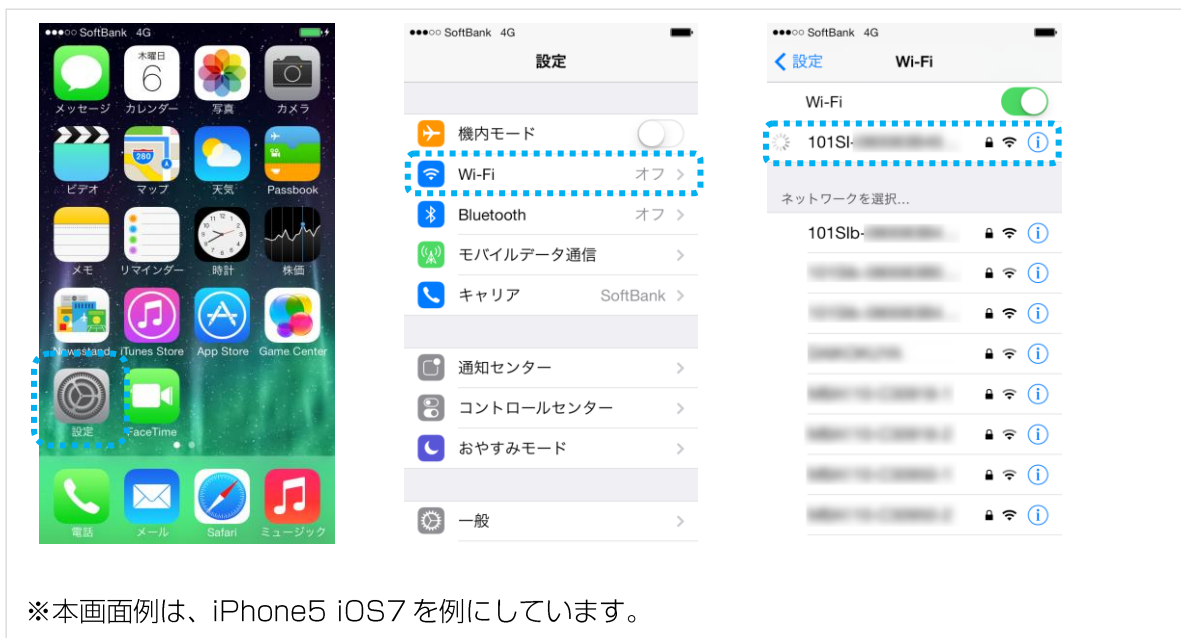 ●●●○○ SoftBank 4G
木曜日
6
メッセージ カレンダー 写真 カメラ
280
ビデオ マップ 天気 Passbook
12
メモ リマインダー 時計 株価
Newsstand iTunes Store App Store Game Center
設定 FaceTime
電話 メール Safari ミュージック
●●●○○ SoftBank 4G
設定
機内モード
Wi-Fi オフ
Bluetooth オフ
モバイルデータ通信
キャリア SoftBank
通知センター
コントロールセンター
おやすみモード
一般
●●●○○ SoftBank 4G
設定 Wi-Fi
Wi-Fi
101SI-
ネットワークを選択...
101SIb-
※本画面例は、iPhone5 iOS7を例にしています。